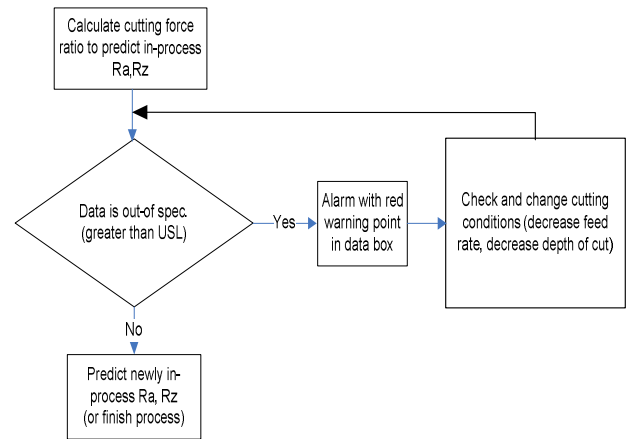 Calculate cutting force
ratio to predict in-process
Ra,Rz
Data is out-of spec.
(greater than USL)
Yes
Alarm with red
warning point
in data box
Check and change cutting
conditions (decrease feed
rate, decrease depth of cut)
No
Predict newly in-
process Ra, Rz
(or finish process)